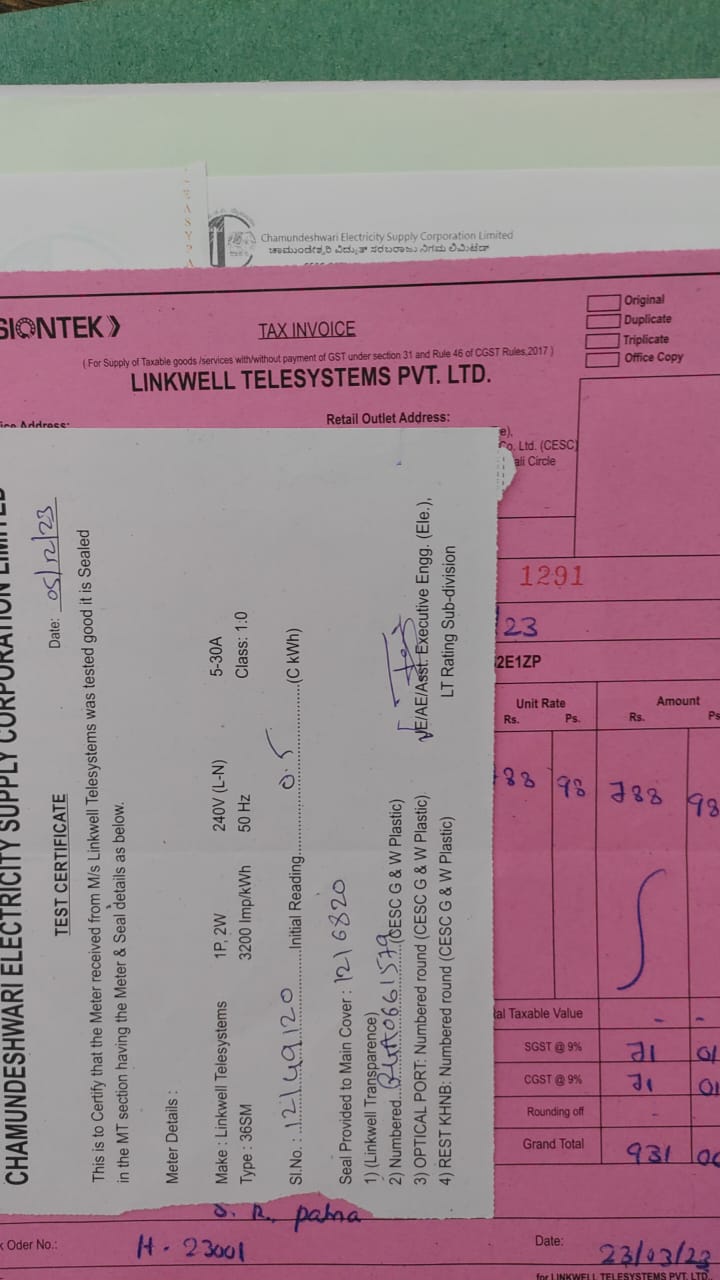 Chamundeshwari Electricity Supply Corporation Limited
ಚಾಮುಂಡೇಶ್ವರಿ ವಿದ್ಯುತ್ ಸರಬರಾಜು ನಿಗಮ ಲಿಮಿಟೆಡ್
SIONTEK
TAX INVOICE
Original
Duplicate
Triplicate
Office Copy
( For Supply of Taxable goods /services with/without payment of GST under section 31 and Rule 46 of CGST Rules,2017 )
LINKWELL TELESYSTEMS PVT. LTD.
Retail Outlet Address:
Co. Ltd. (CESC)
ali Circle
1291
23
2E1ZP
Unit Rate Amount
Rs. Ps. Rs. Ps
98 788 98
al Taxable Value - -
SGST @ 9% 71 01
CGST @ 9% 71 01
Rounding off -
Grand Total 931 00
CHAMUNDESHWARI ELECTRICITY SUPPLY CORPORATION LIMITED
Date: 05/12/23
TEST CERTIFICATE
This is to Certify that the Meter received from M/s Linkwell Telesystems was tested good it is Sealed
in the MT section having the Meter & Seal details as below.
Meter Details :
Make : Linkwell Telesystems 1P, 2W 240V (L-N) 5-30A
Type : 36SM 3200 Imp/kWh 50 Hz Class: 1.0
Sl.No. : 12149120 Initial Reading 0.5 (C kWh)
Seal Provided to Main Cover : 1216820
1) (Linkwell Transparence)
2) Numbered (CESC G & W Plastic)
3) OPTICAL PORT: Numbered round (CESC G & W Plastic)
4) REST KHNB: Numbered round (CESC G & W Plastic)
JE/AE/Asst. Executive Engg. (Ele.),
LT Rating Sub-division
Oder No.: H - 23001
Date: 23/03/23
for LINKWELL TELESYSTEMS PVT. LTD.